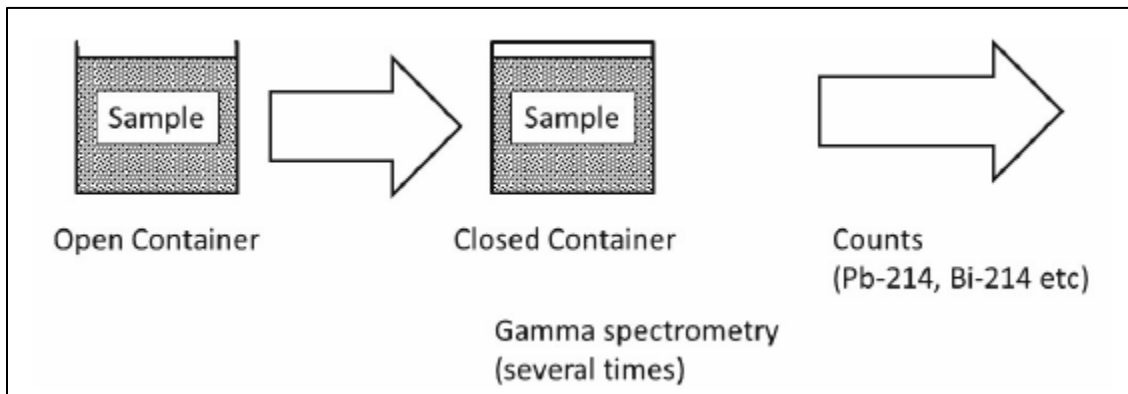 Sample
Sample
Open Container
Closed Container
Counts
(Pb-214, Bi-214 etc)
Gamma spectrometry
(several times)